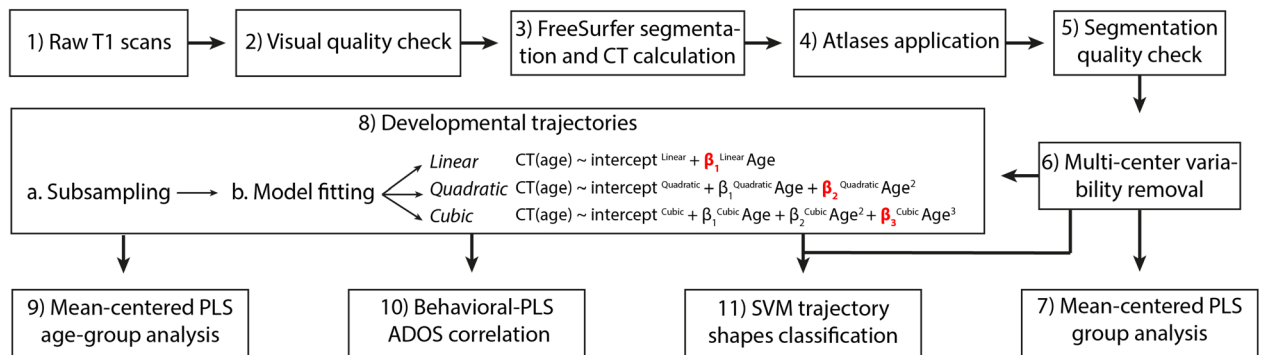 1) Raw T1 scans
2) Visual quality check
3) FreeSurfer segmenta-
tion and CT calculation
4) Atlases application
5) Segmentation
quality check
6) Multi-center varia-
bility removal
8) Developmental trajectories
a. Subsampling
b. Model fitting
Linear CT(age) ~ intercept ᴸⁱⁿᵉᵃʳ + β₁ ᴸⁱⁿᵉᵃʳ Age
Quadratic CT(age) ~ intercept Quadratic + β₁ Quadratic Age + β₂ Quadratic Age²
Cubic CT(age) ~ intercept Cubic + β₁ Cubic Age + β₂ Cubic Age² + β₃ Cubic Age³
9) Mean-centered PLS
age-group analysis
10) Behavioral-PLS
ADOS correlation
11) SVM trajectory
shapes classification
7) Mean-centered PLS
group analysis